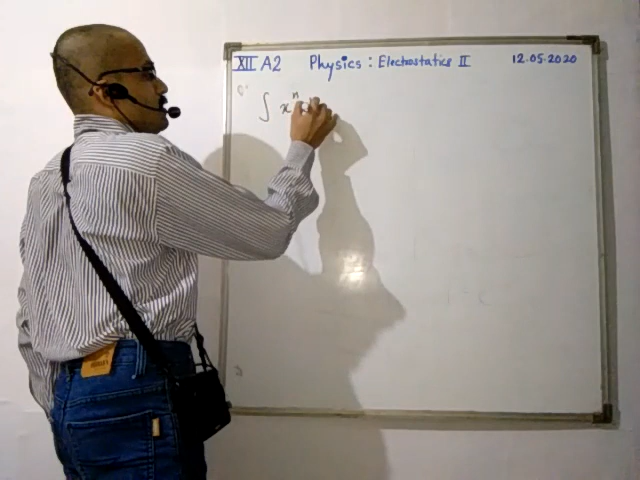 XII A2 Physics : Electrostatics II 12.05.2020
∫ xⁿ